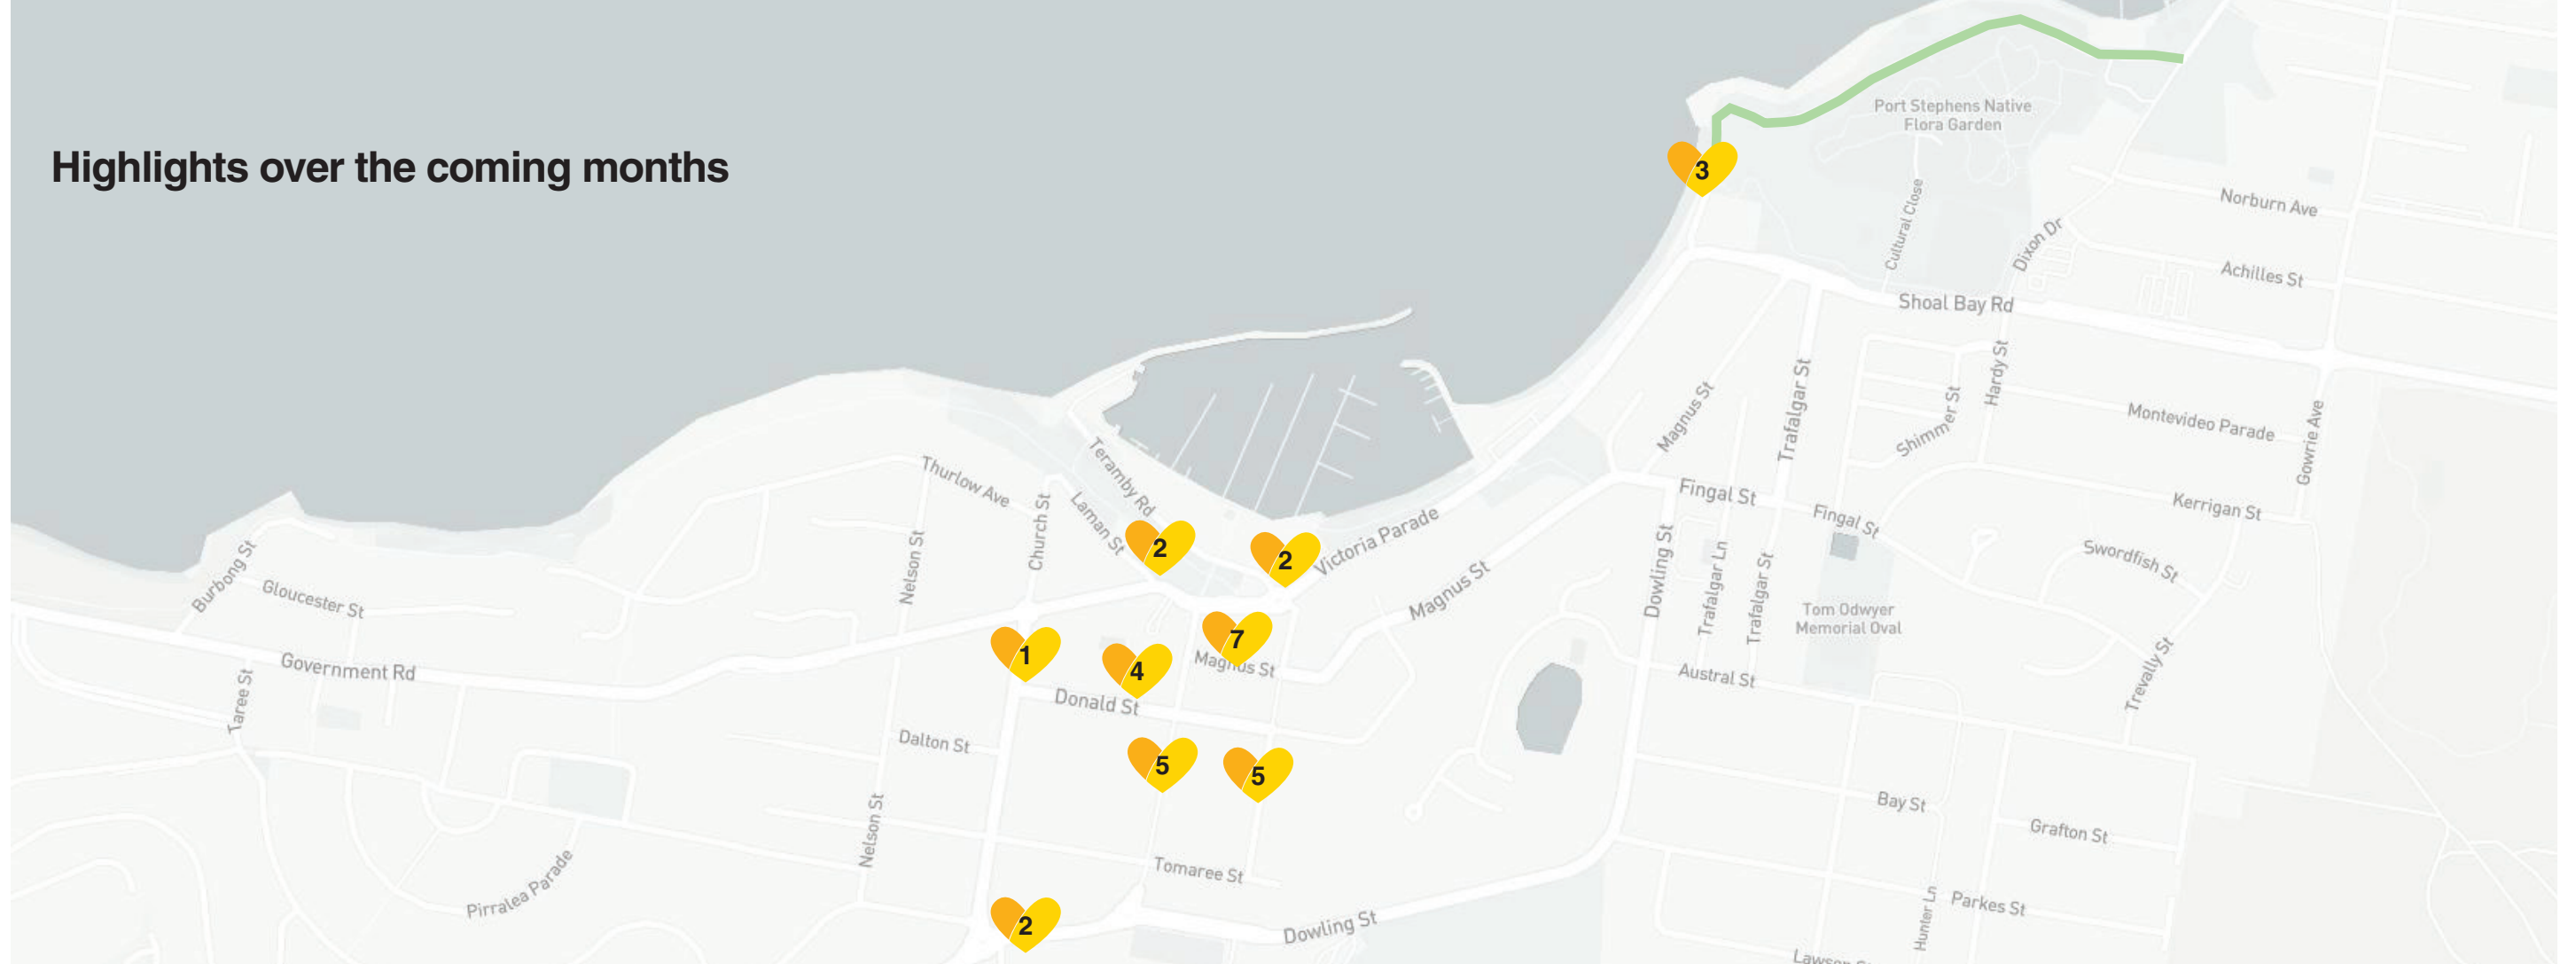 Highlights over the coming months
Port Stephens Native
Flora Garden
3
Cultural Close
Dixon Dr
Norburn Ave
Achilles St
Shoal Bay Rd
Hardy St
Shimmer St
Montevideo Parade
Gowrie Ave
Magnus St
Trafalgar St
Kerrigan St
Fingal St
Fingal St
Swordfish St
Thurlow Ave
Teramby Rd
Church St
Laman St
Nelson St
2
2
Victoria Parade
Magnus St
Dowling St
Trafalgar Ln
Trafalgar St
Tom Odwyer
Memorial Oval
Burbong St
Gloucester St
Government Rd
Taree St
1
4
7
Magnus St
Donald St
Austral St
Trevally St
Dalton St
5
5
Bay St
Grafton St
Nelson St
Tomaree St
Pirralea Parade
2
Dowling St
Hunter Ln
Parkes St
Lawson S